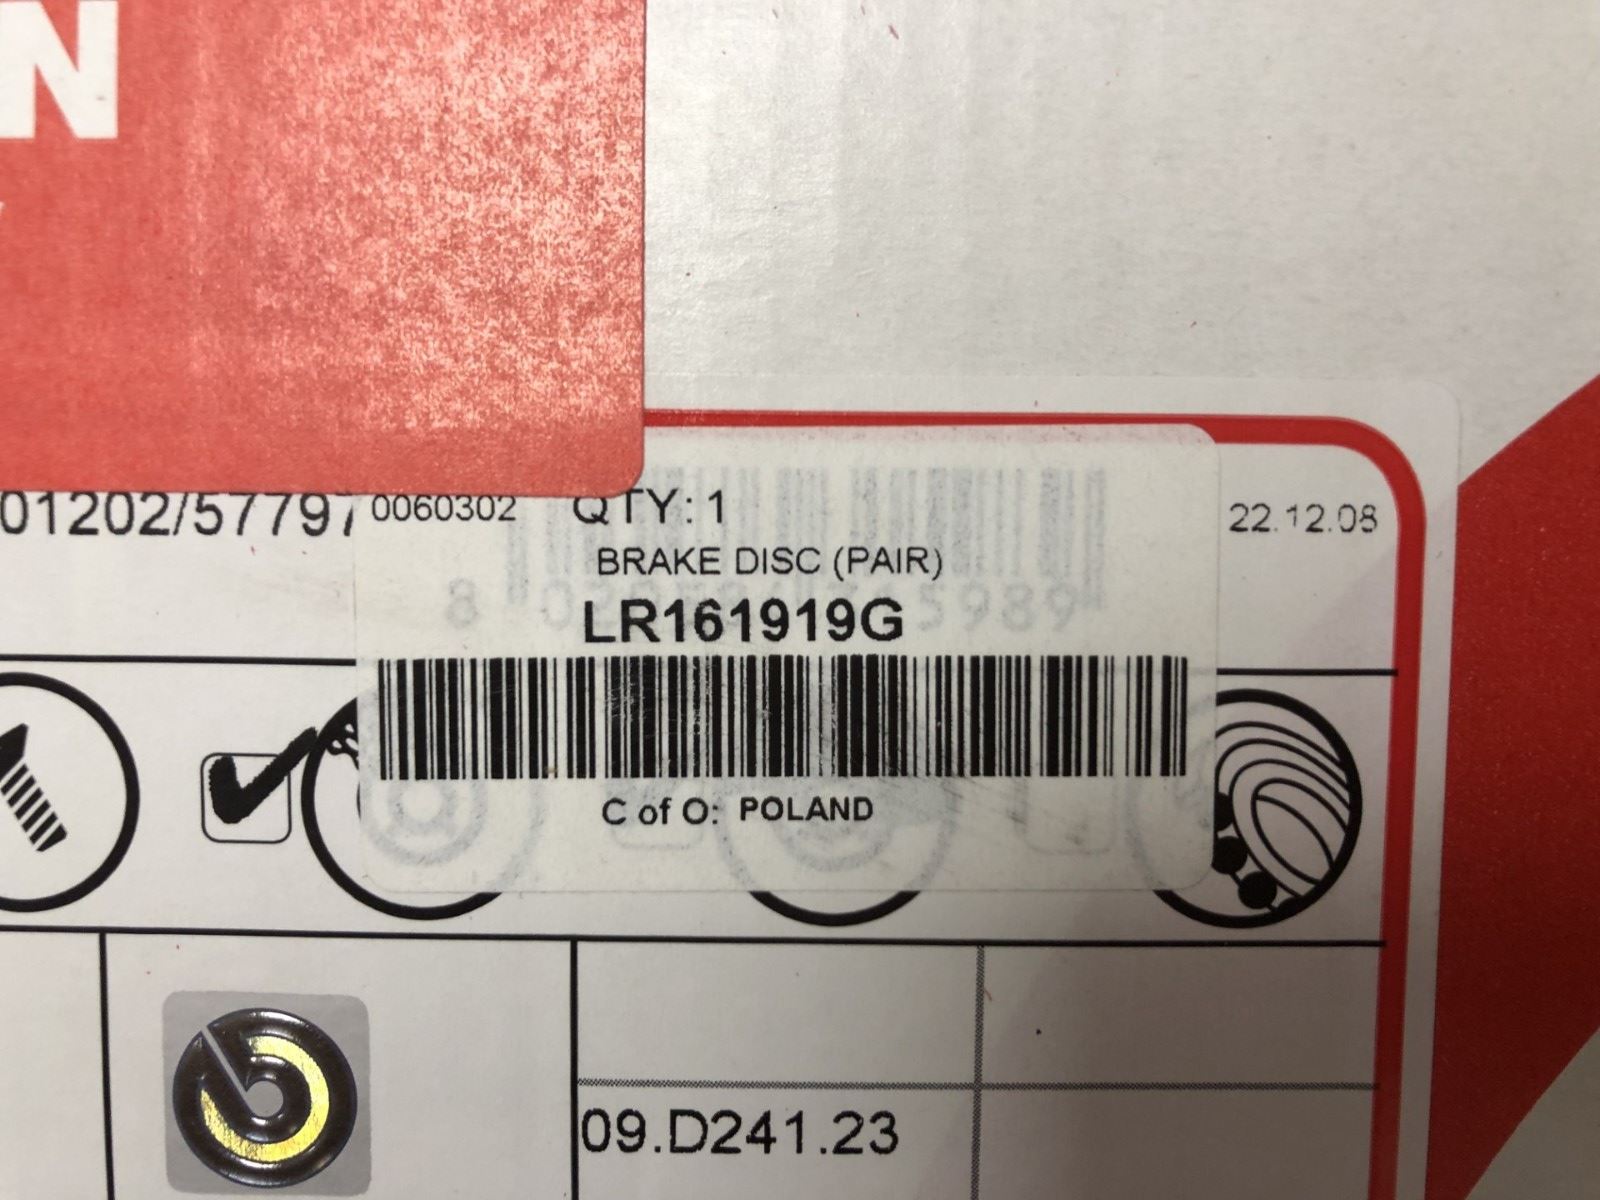 N
01202/57797
0060302 QTY: 1
22.12.08
BRAKE DISC (PAIR)
LR161919G
C of O: POLAND
09.D241.23